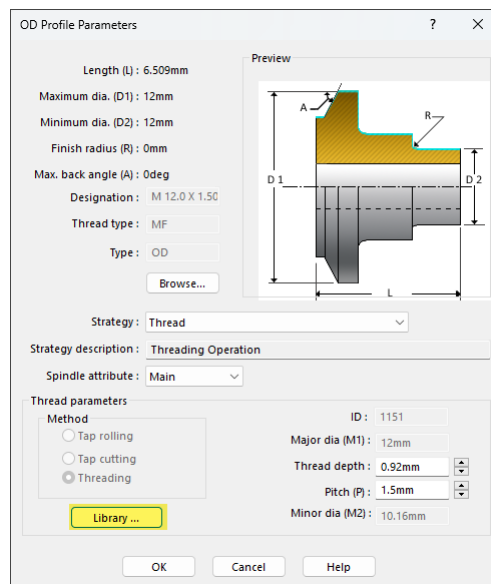 OD Profile Parameters ? ×
Length (L) : 6.509mm
Maximum dia. (D1) : 12mm
Minimum dia. (D2) : 12mm
Finish radius (R) : 0mm
Max. back angle (A) : 0deg
Designation : M 12.0 X 1.50
Thread type : MF
Type : OD
Browse...
Preview
A
R
D 1
D 2
L
Strategy : Thread
Strategy description : Threading Operation
Spindle attribute : Main
Thread parameters
Method
Tap rolling
Tap cutting
Threading
Library ...
ID : 1151
Major dia (M1) : 12mm
Thread depth : 0.92mm
Pitch (P) : 1.5mm
Minor dia (M2) : 10.16mm
OK Cancel Help